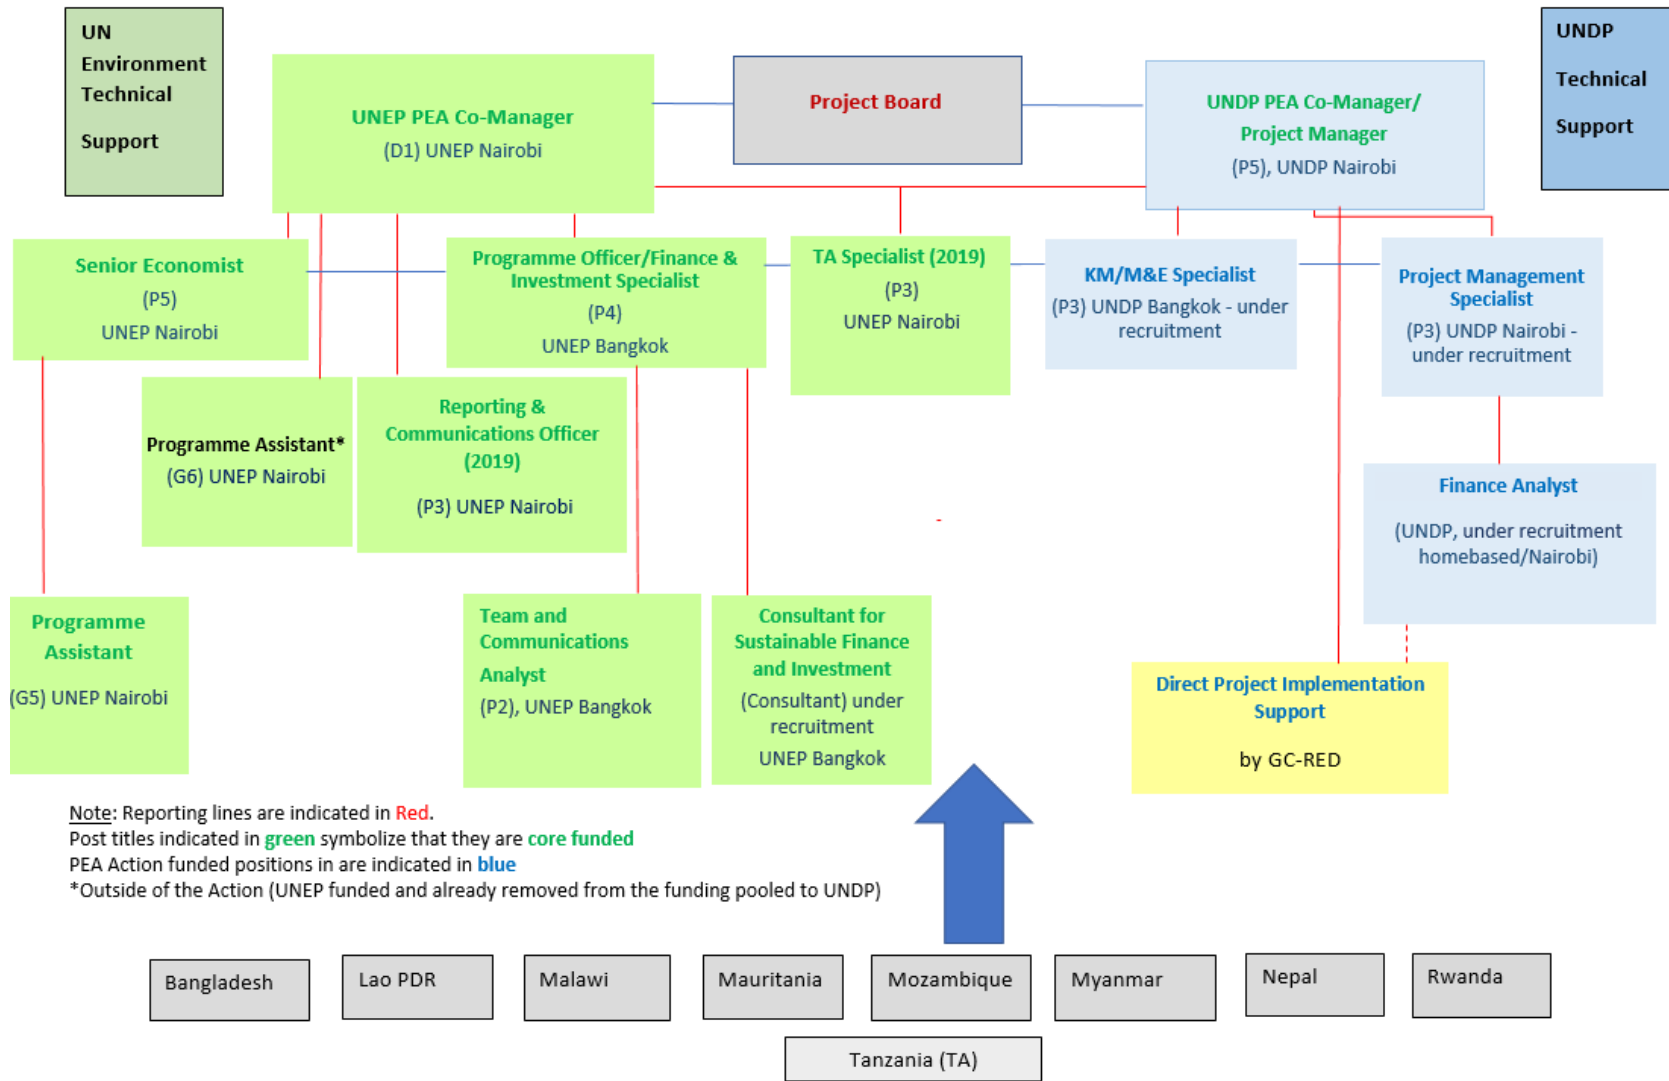 UN
Environment
Technical
Support
UNEP PEA Co-Manager
(D1) UNEP Nairobi
Project Board
UNDP PEA Co-Manager/
Project Manager
(P5), UNDP Nairobi
UNDP
Technical
Support
Senior Economist
(P5)
UNEP Nairobi
Programme Officer/Finance &
Investment Specialist
(P4)
UNEP Bangkok
TA Specialist (2019)
(P3)
UNEP Nairobi
KM/M&E Specialist
(P3) UNDP Bangkok - under
recruitment
Project Management
Specialist
(P3) UNDP Nairobi -
under recruitment
Programme Assistant*
(G6) UNEP Nairobi
Reporting &
Communications Officer
(2019)
(P3) UNEP Nairobi
Finance Analyst
(UNDP, under recruitment
homebased/Nairobi)
Programme
Assistant
(G5) UNEP Nairobi
Team and
Communications
Analyst
(P2), UNEP Bangkok
Consultant for
Sustainable Finance
and Investment
(Consultant) under
recruitment
UNEP Bangkok
Direct Project Implementation
Support
by GC-RED
Note: Reporting lines are indicated in Red.
Post titles indicated in green symbolize that they are core funded
PEA Action funded positions in are indicated in blue
*Outside of the Action (UNEP funded and already removed from the funding pooled to UNDP)
Bangladesh
Lao PDR
Malawi
Mauritania
Mozambique
Myanmar
Nepal
Rwanda
Tanzania (TA)